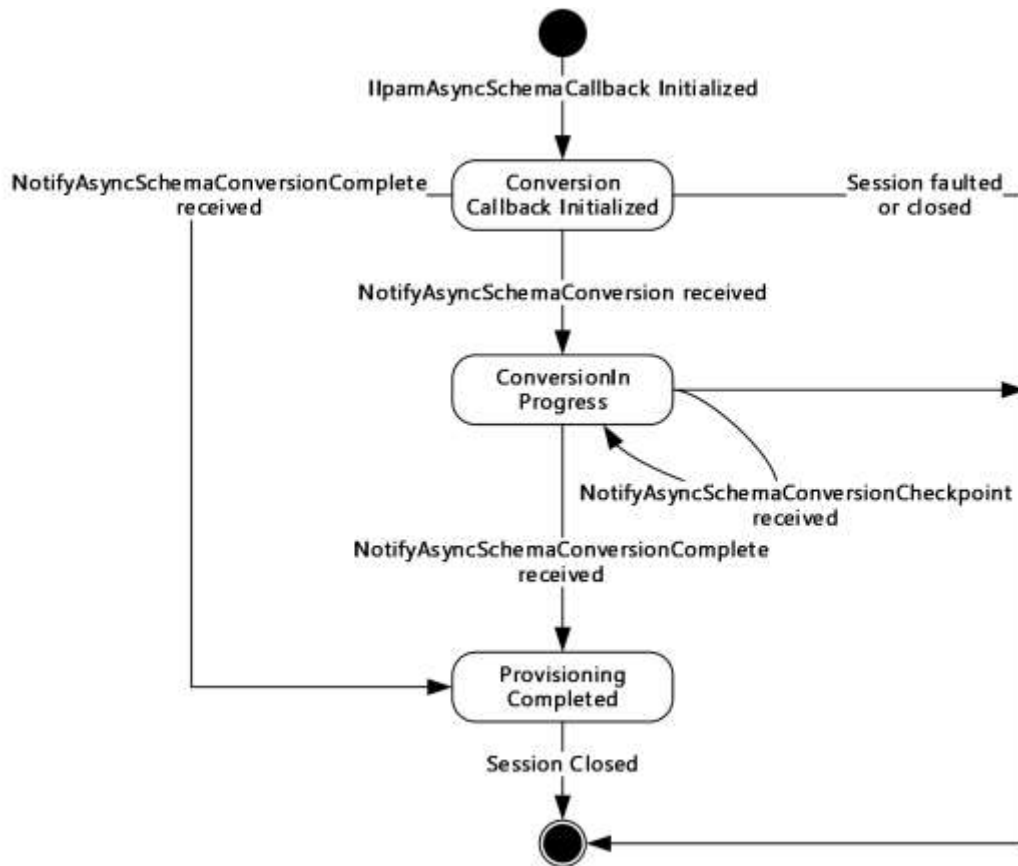 IIpamAsyncSchemaCallback Initialized
NotifyAsyncSchemaConversionComplete
received
Conversion
Callback Initialized
Session faulted
or closed
NotifyAsyncSchemaConversion received
ConversionIn
Progress
NotifyAsyncSchemaConversionCheckpoint
received
NotifyAsyncSchemaConversionComplete
received
Provisioning
Completed
Session Closed